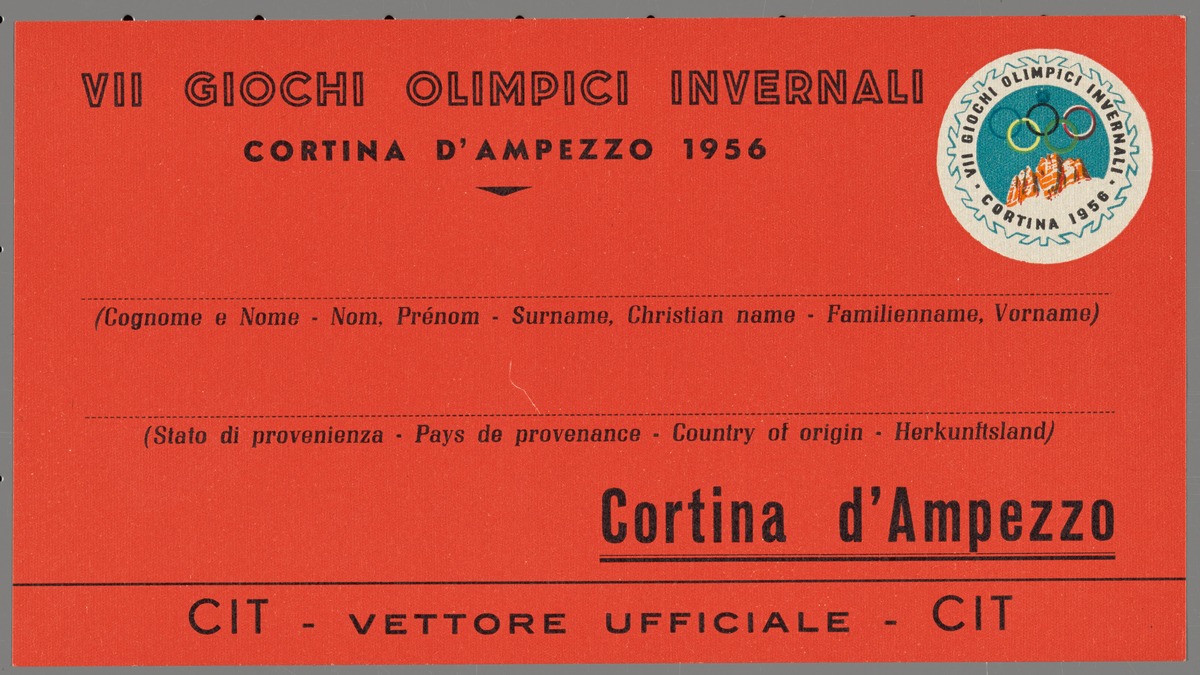 VII GIOCHI OLIMPICI INVERNALI
CORTINA D'AMPEZZO 1956
VII GIOCHI OLIMPICI INVERNALI
· CORTINA 1956 ·
(Cognome e Nome - Nom, Prénom - Surname, Christian name - Familienname, Vorname)
(Stato di provenienza - Pays de provenance - Country of origin - Herkunftsland)
Cortina d'Ampezzo
CIT - VETTORE UFFICIALE - CIT